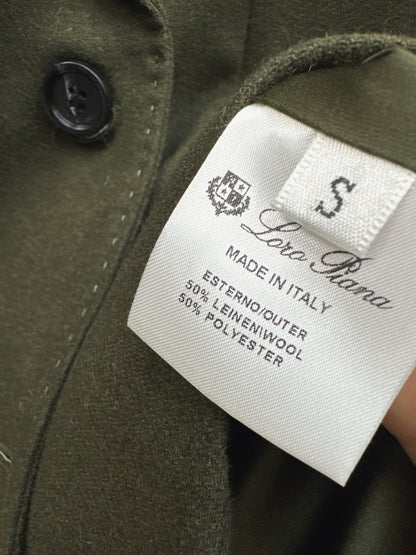 S
Loro Piana
MADE IN ITALY
ESTERNO/OUTER
50% LEINEN\WOOL
50% POLYESTER